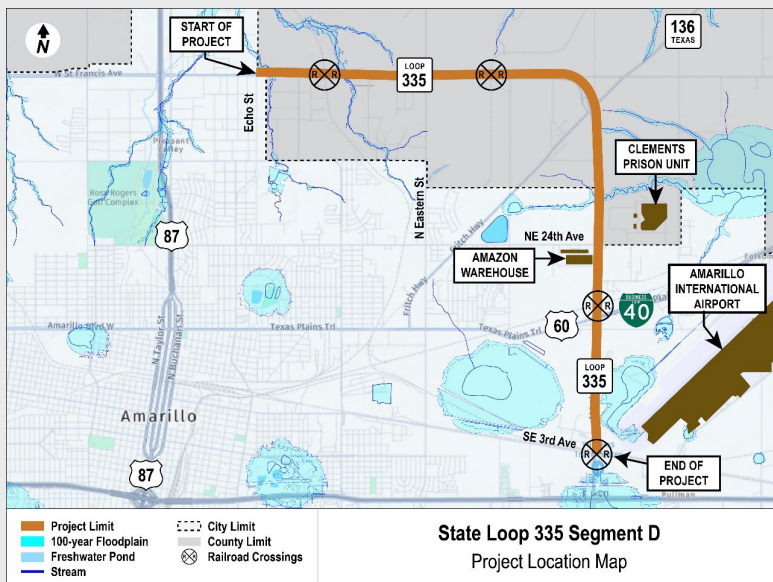 N
START OF
PROJECT
136
TEXAS
W St Francis Ave
LOOP
335
R R
R R
Echo St
Pleasant
Valley
CLEMENTS
PRISON UNIT
Ross Rogers
Golf Complex
N Eastern St
87
Fritch Hwy
NE 24th Ave
AMAZON
WAREHOUSE
Fritch Hwy
AMARILLO
INTERNATIONAL
AIRPORT
R R
BUSINESS
40
60
Amarillo Blvd W
N Taylor St
N Buchanan St
Texas Plains Trl
Texas Plains Trl
LOOP
335
Amarillo
SE 3rd Ave
R R
87
END OF
PROJECT
Pullman
Project Limit
100-year Floodplain
Freshwater Pond
Stream
City Limit
County Limit
R R
Railroad Crossings
State Loop 335 Segment D
Project Location Map